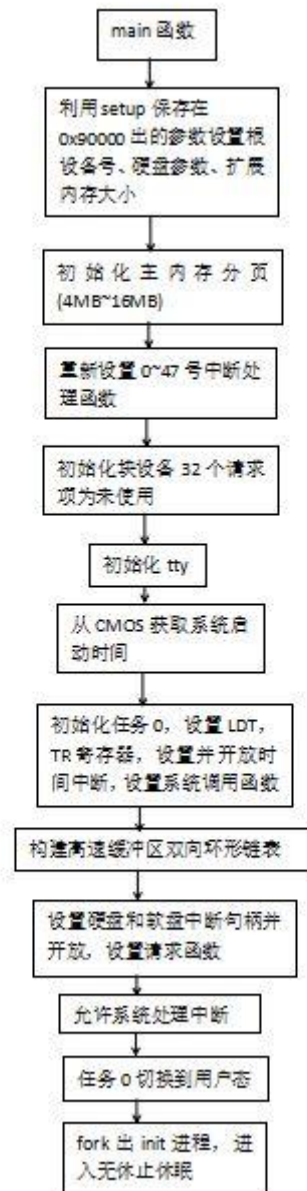 main 函数
利用 setup 保存在
0x90000 出的参数设置根
设备号、硬盘参数、扩展
内存大小
初始化主内存分页
(4MB~16MB)
重新设置 0~47 号中断处
理函数
初始化块设备 32 个请求
项为未使用
初始化 tty
从 CMOS 获取系统启
动时间
初始化任务 0，设置 LDT，
TR 寄存器，设置并开放时
间中断，设置系统调用函数
构建高速缓冲区双向环形链表
设置硬盘和软盘中断句柄并
开放，设置请求函数
允许系统处理中断
任务 0 切换到用户态
fork 出 init 进程，进
入无休止休眠